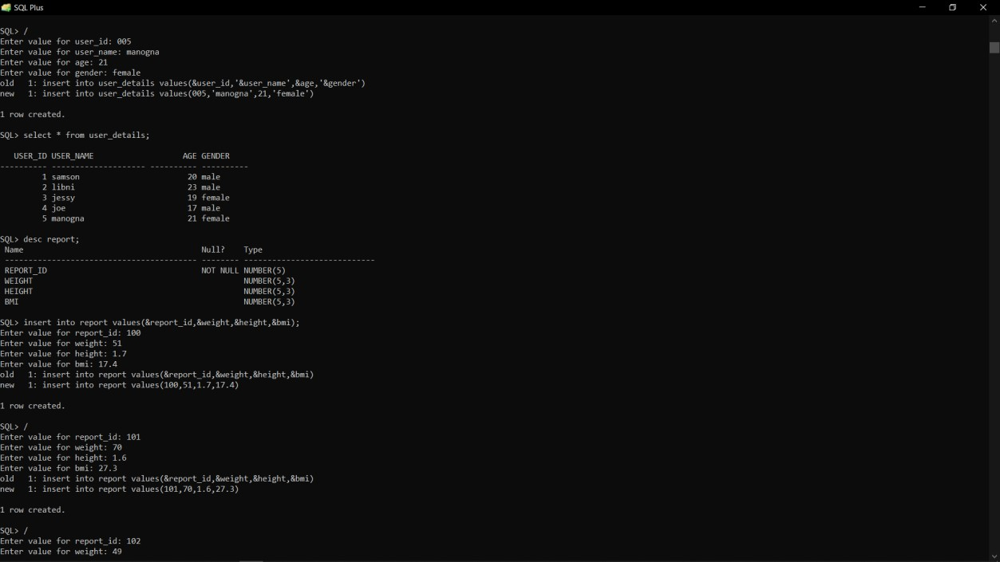 SQL Plus
SQL> /
Enter value for user_id: 005
Enter value for user_name: manogna
Enter value for age: 21
Enter value for gender: female
old   1: insert into user_details values(&user_id,'&user_name',&age,'&gender')
new   1: insert into user_details values(005,'manogna',21,'female')
1 row created.
SQL> select * from user_details;
   USER_ID USER_NAME                   AGE GENDER
---------- -------------------- ---------- ----------
         1 samson                       20 male
         2 libni                        23 male
         3 jessy                        19 female
         4 joe                          17 male
         5 manogna                      21 female
SQL> desc report;
 Name                                      Null?    Type
 ----------------------------------------- -------- ----------------------------
 REPORT_ID                                 NOT NULL NUMBER(5)
 WEIGHT                                             NUMBER(5,3)
 HEIGHT                                             NUMBER(5,3)
 BMI                                                NUMBER(5,3)
SQL> insert into report values(&report_id,&weight,&height,&bmi);
Enter value for report_id: 100
Enter value for weight: 51
Enter value for height: 1.7
Enter value for bmi: 17.4
old   1: insert into report values(&report_id,&weight,&height,&bmi)
new   1: insert into report values(100,51,1.7,17.4)
1 row created.
SQL> /
Enter value for report_id: 101
Enter value for weight: 70
Enter value for height: 1.6
Enter value for bmi: 27.3
old   1: insert into report values(&report_id,&weight,&height,&bmi)
new   1: insert into report values(101,70,1.6,27.3)
1 row created.
SQL> /
Enter value for report_id: 102
Enter value for weight: 49